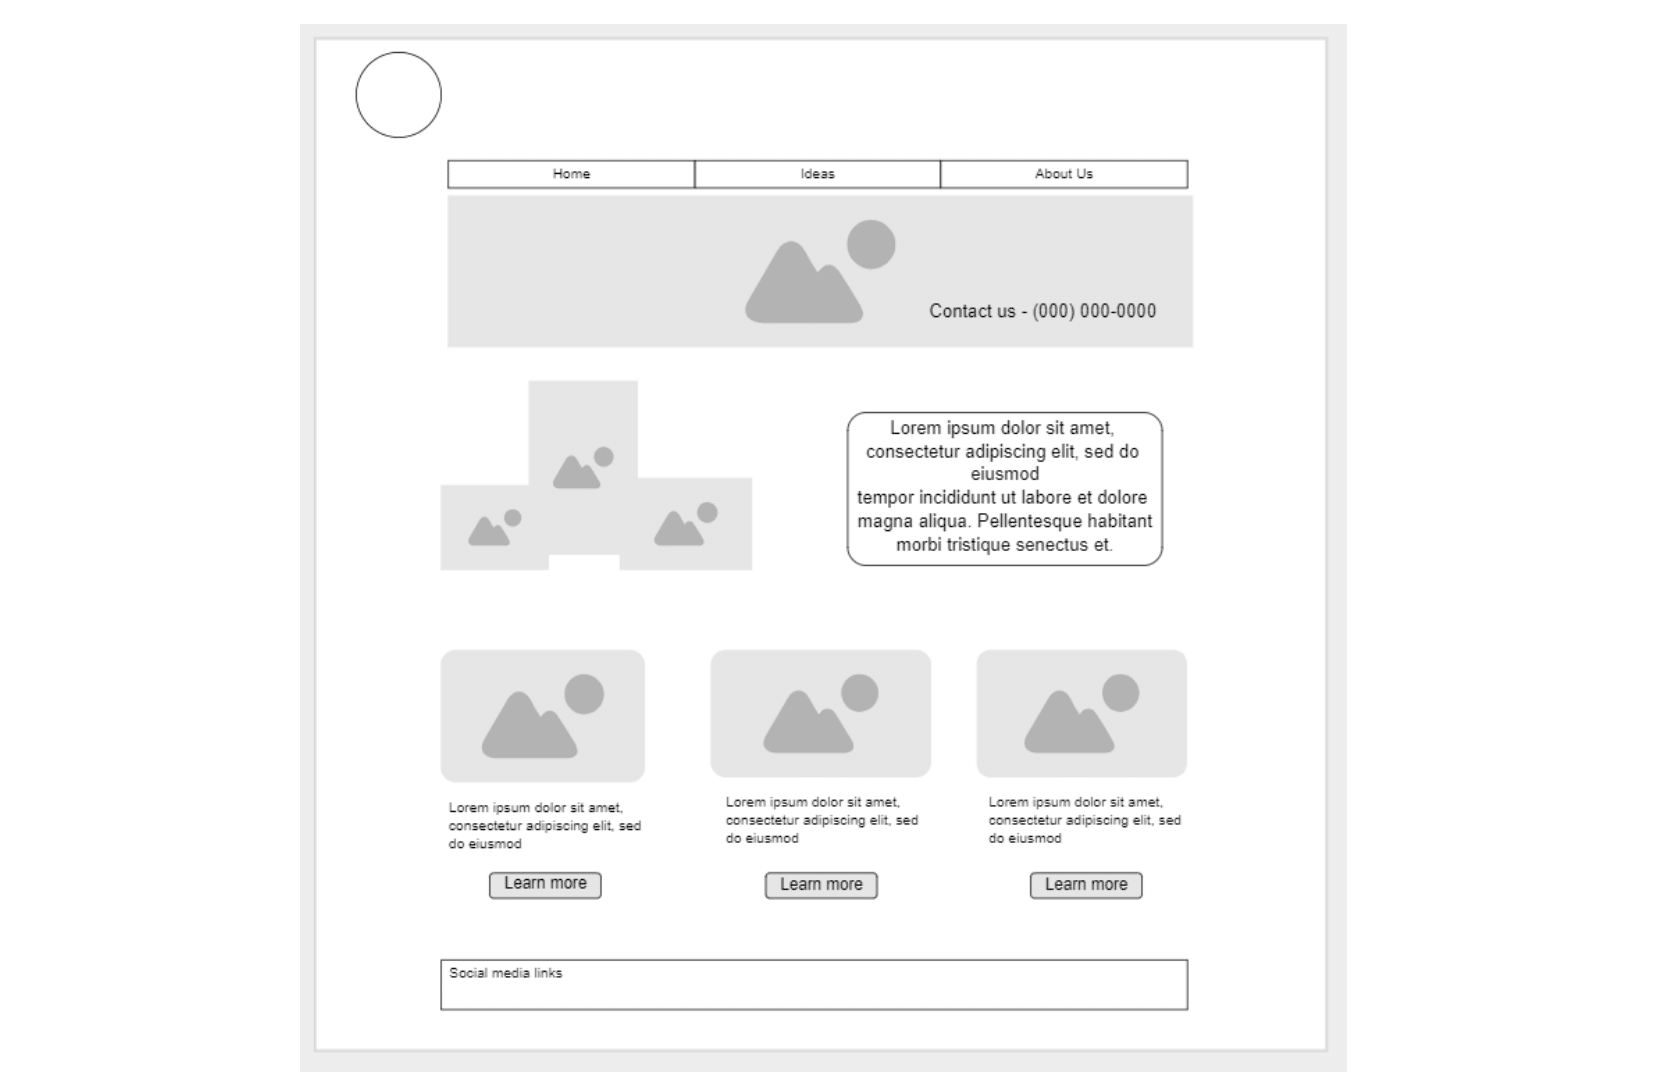 Home
Ideas
About Us
Contact us - (000) 000-0000
Lorem ipsum dolor sit amet,
consectetur adipiscing elit, sed do
eiusmod
tempor incididunt ut labore et dolore
magna aliqua. Pellentesque habitant
morbi tristique senectus et.
Lorem ipsum dolor sit amet,
consectetur adipiscing elit, sed
do eiusmod
Learn more
Lorem ipsum dolor sit amet,
consectetur adipiscing elit, sed
do eiusmod
Learn more
Lorem ipsum dolor sit amet,
consectetur adipiscing elit, sed
do eiusmod
Learn more
Social media links